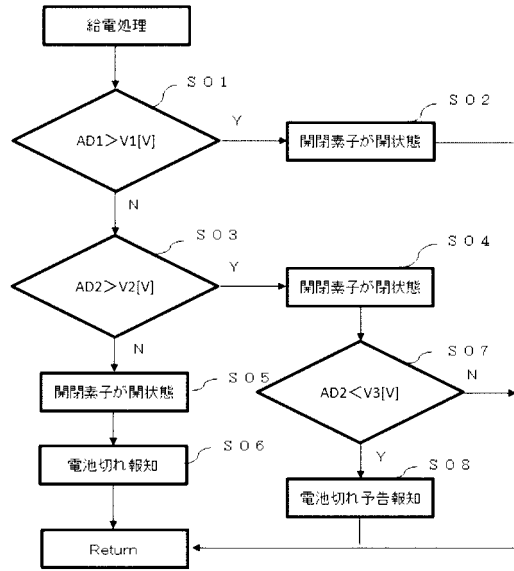 給電処理
S01
AD1＞V1[V]
Y
S02
開閉素子が開状態
N
S03
AD2＞V2[V]
Y
S04
開閉素子が閉状態
N
S07
AD2＜V3[V]
N
S05
開閉素子が開状態
Y
S06
電池切れ報知
S08
電池切れ予告報知
Return